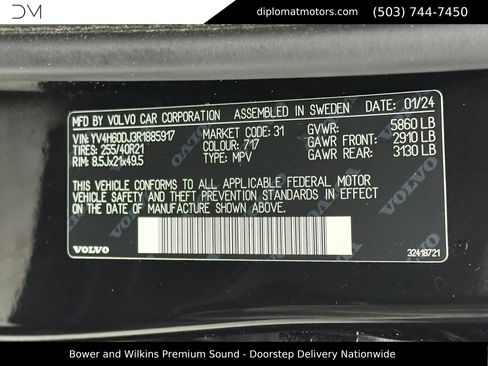 DM
diplomatmotors.com
(503) 744-7450
MFD BY VOLVO CAR CORPORATION ASSEMBLED IN SWEDEN DATE: 01/24
VIN: YV4H60DJ3R1885917 MARKET CODE: 31 GVWR: 5860 LB
TIRES: 255/40R21 COLOUR: 717 GAWR FRONT: 2910 LB
RIM: 8.5Jx21x49.5 TYPE: MPV GAWR REAR: 3130 LB
THIS VEHICLE CONFORMS TO ALL APPLICABLE FEDERAL MOTOR
VEHICLE SAFETY AND THEFT PREVENTION STANDARDS IN EFFECT
ON THE DATE OF MANUFACTURE SHOWN ABOVE.
VOLVO
32418721
Bower and Wilkins Premium Sound - Doorstep Delivery Nationwide